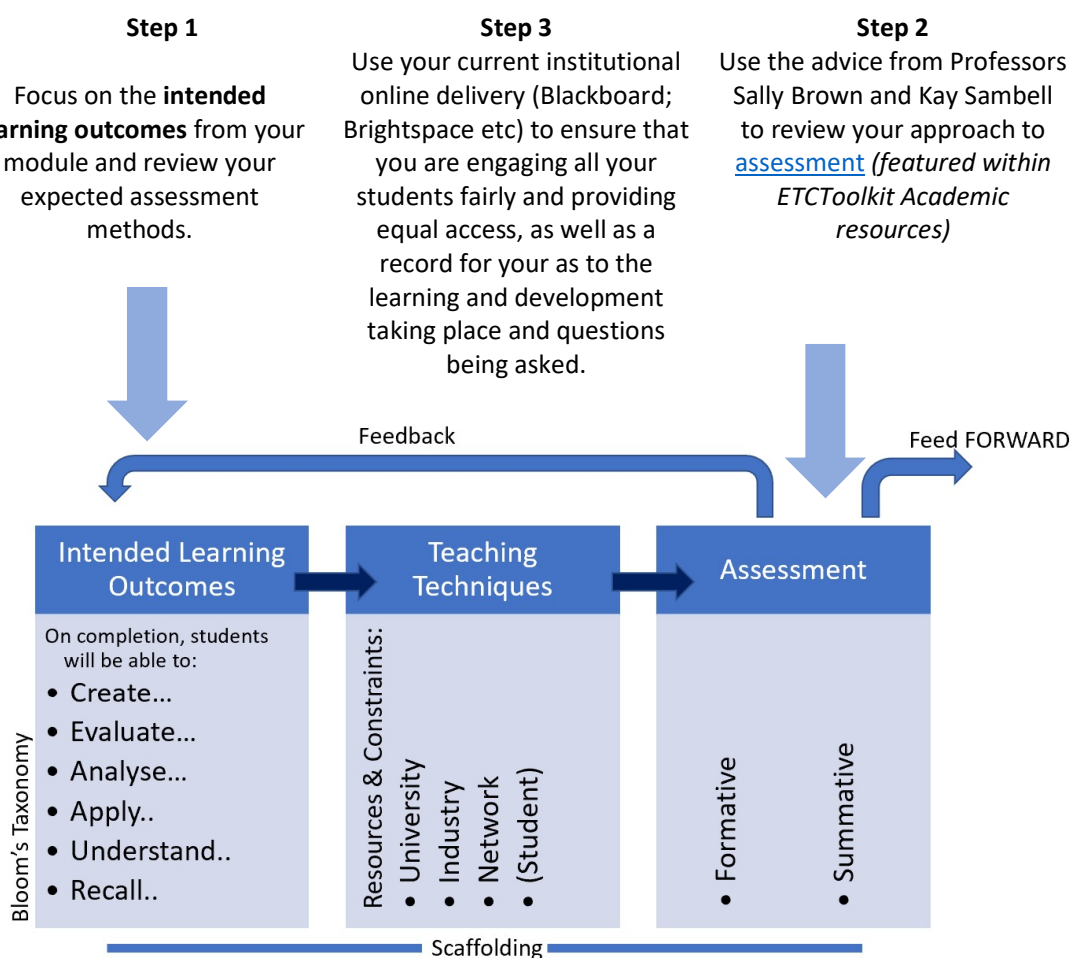 Step 1
Focus on the intended
arning outcomes from your
module and review your
expected assessment
methods.
Step 3
Use your current institutional
online delivery (Blackboard;
Brightspace etc) to ensure that
you are engaging all your
students fairly and providing
equal access, as well as a
record for your as to the
learning and development
taking place and questions
being asked.
Step 2
Use the advice from Professors
Sally Brown and Kay Sambell
to review your approach to
assessment (featured within
ETCToolkit Academic
resources)
Feedback
Feed FORWARD
Intended Learning
Outcomes
Teaching
Techniques
Assessment
Bloom's Taxonomy
On completion, students
will be able to:
• Create...
• Evaluate...
• Analyse...
• Apply..
• Understand..
• Recall..
Resources & Constraints:
• University
• Industry
• Network
• (Student)
• Formative
• Summative
Scaffolding